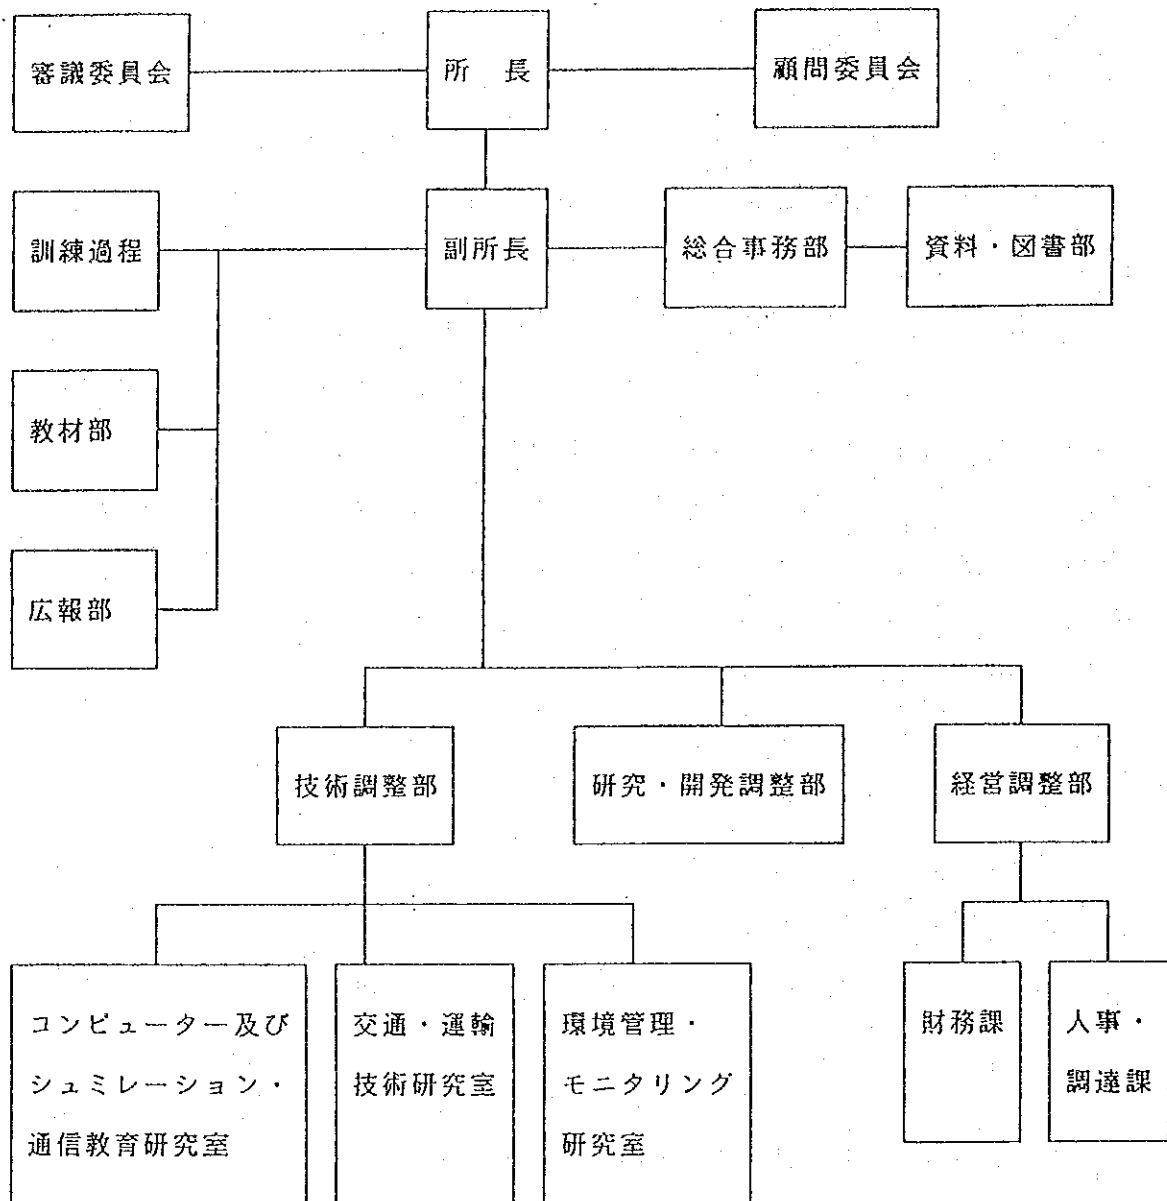 審議委員会
所 長
顧問委員会
訓練過程
副所長
総合事務部
資料・図書部
教材部
広報部
技術調整部
研究・開発調整部
経営調整部
コンピューター及び
シュミレーション・
通信教育研究室
交通・運輸
技術研究室
環境管理・
モニタリング
研究室
財務課
人事・
調達課